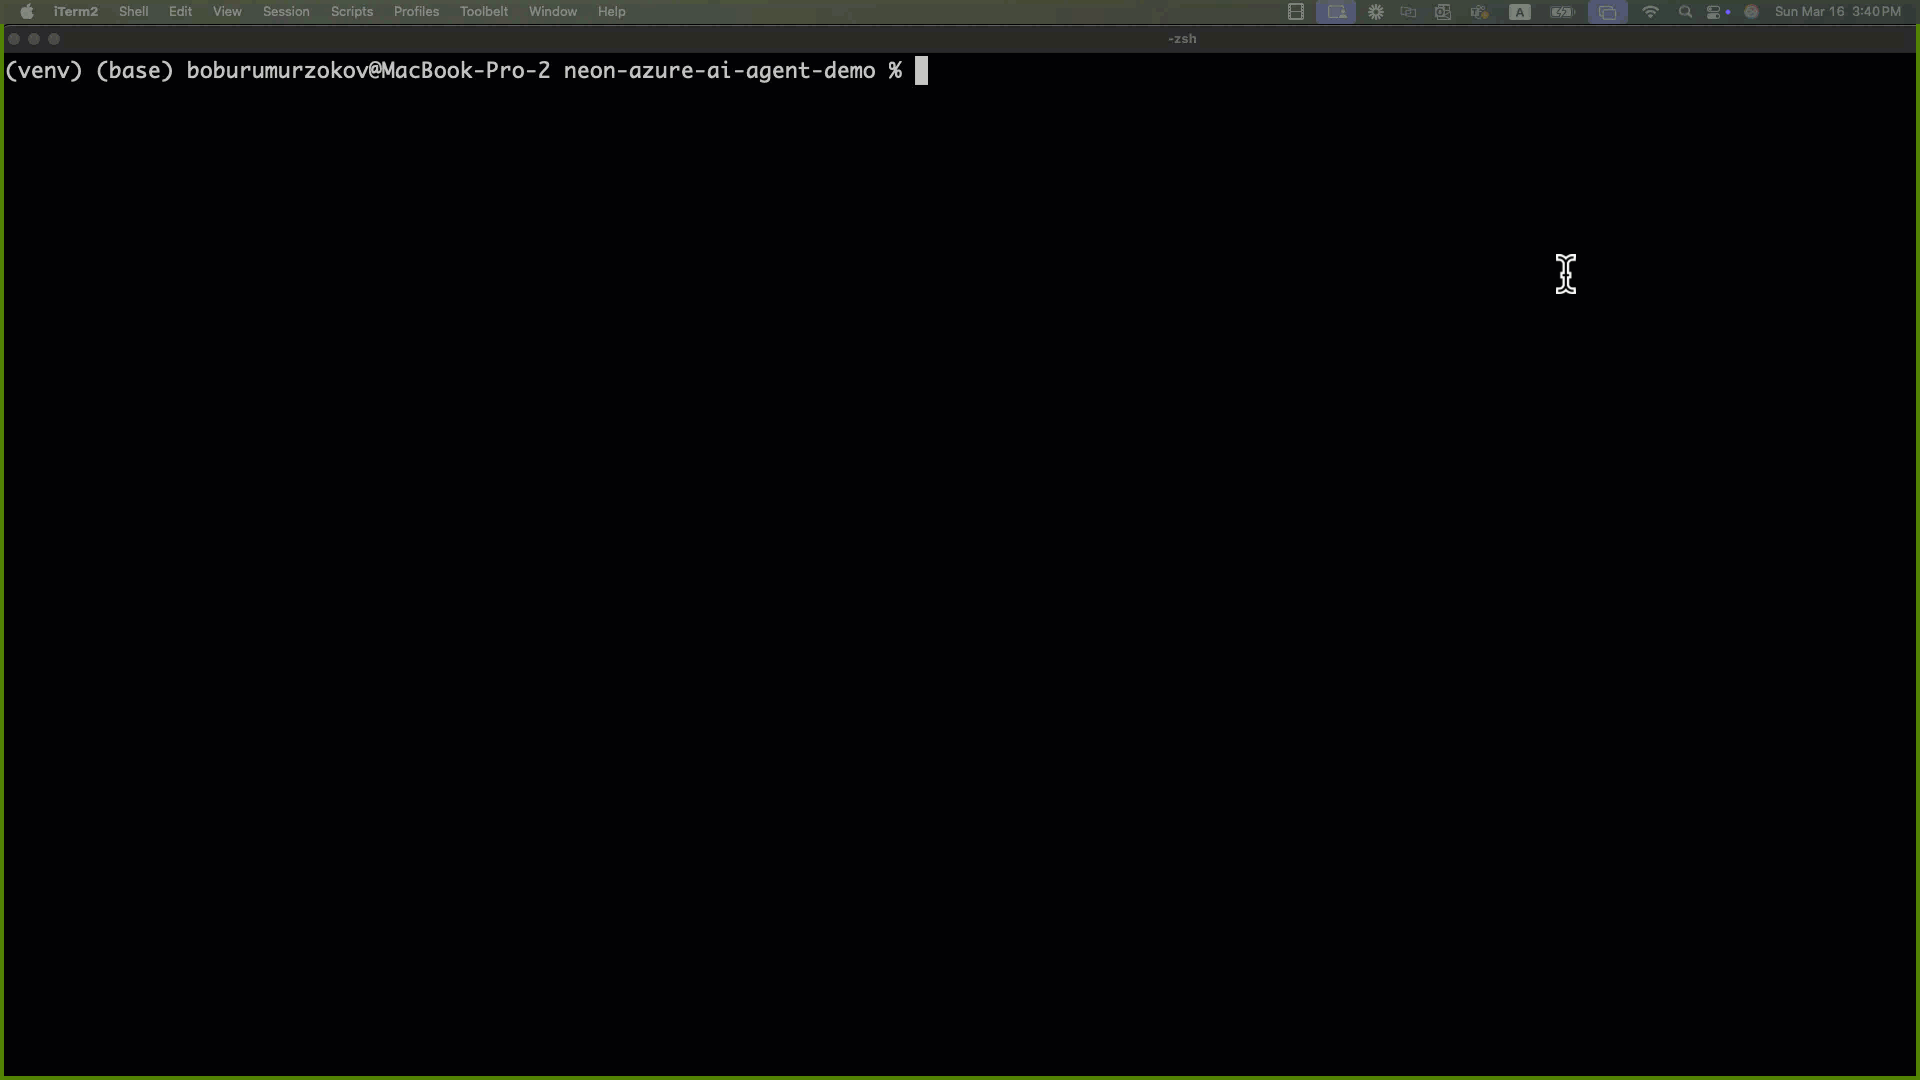 iTerm2 Shell Edit View Session Scripts Profiles Toolbelt Window Help A Sun Mar 16 3:40 PM
-zsh
(venv) (base) boburumurzokov@MacBook-Pro-2 neon-azure-ai-agent-demo %